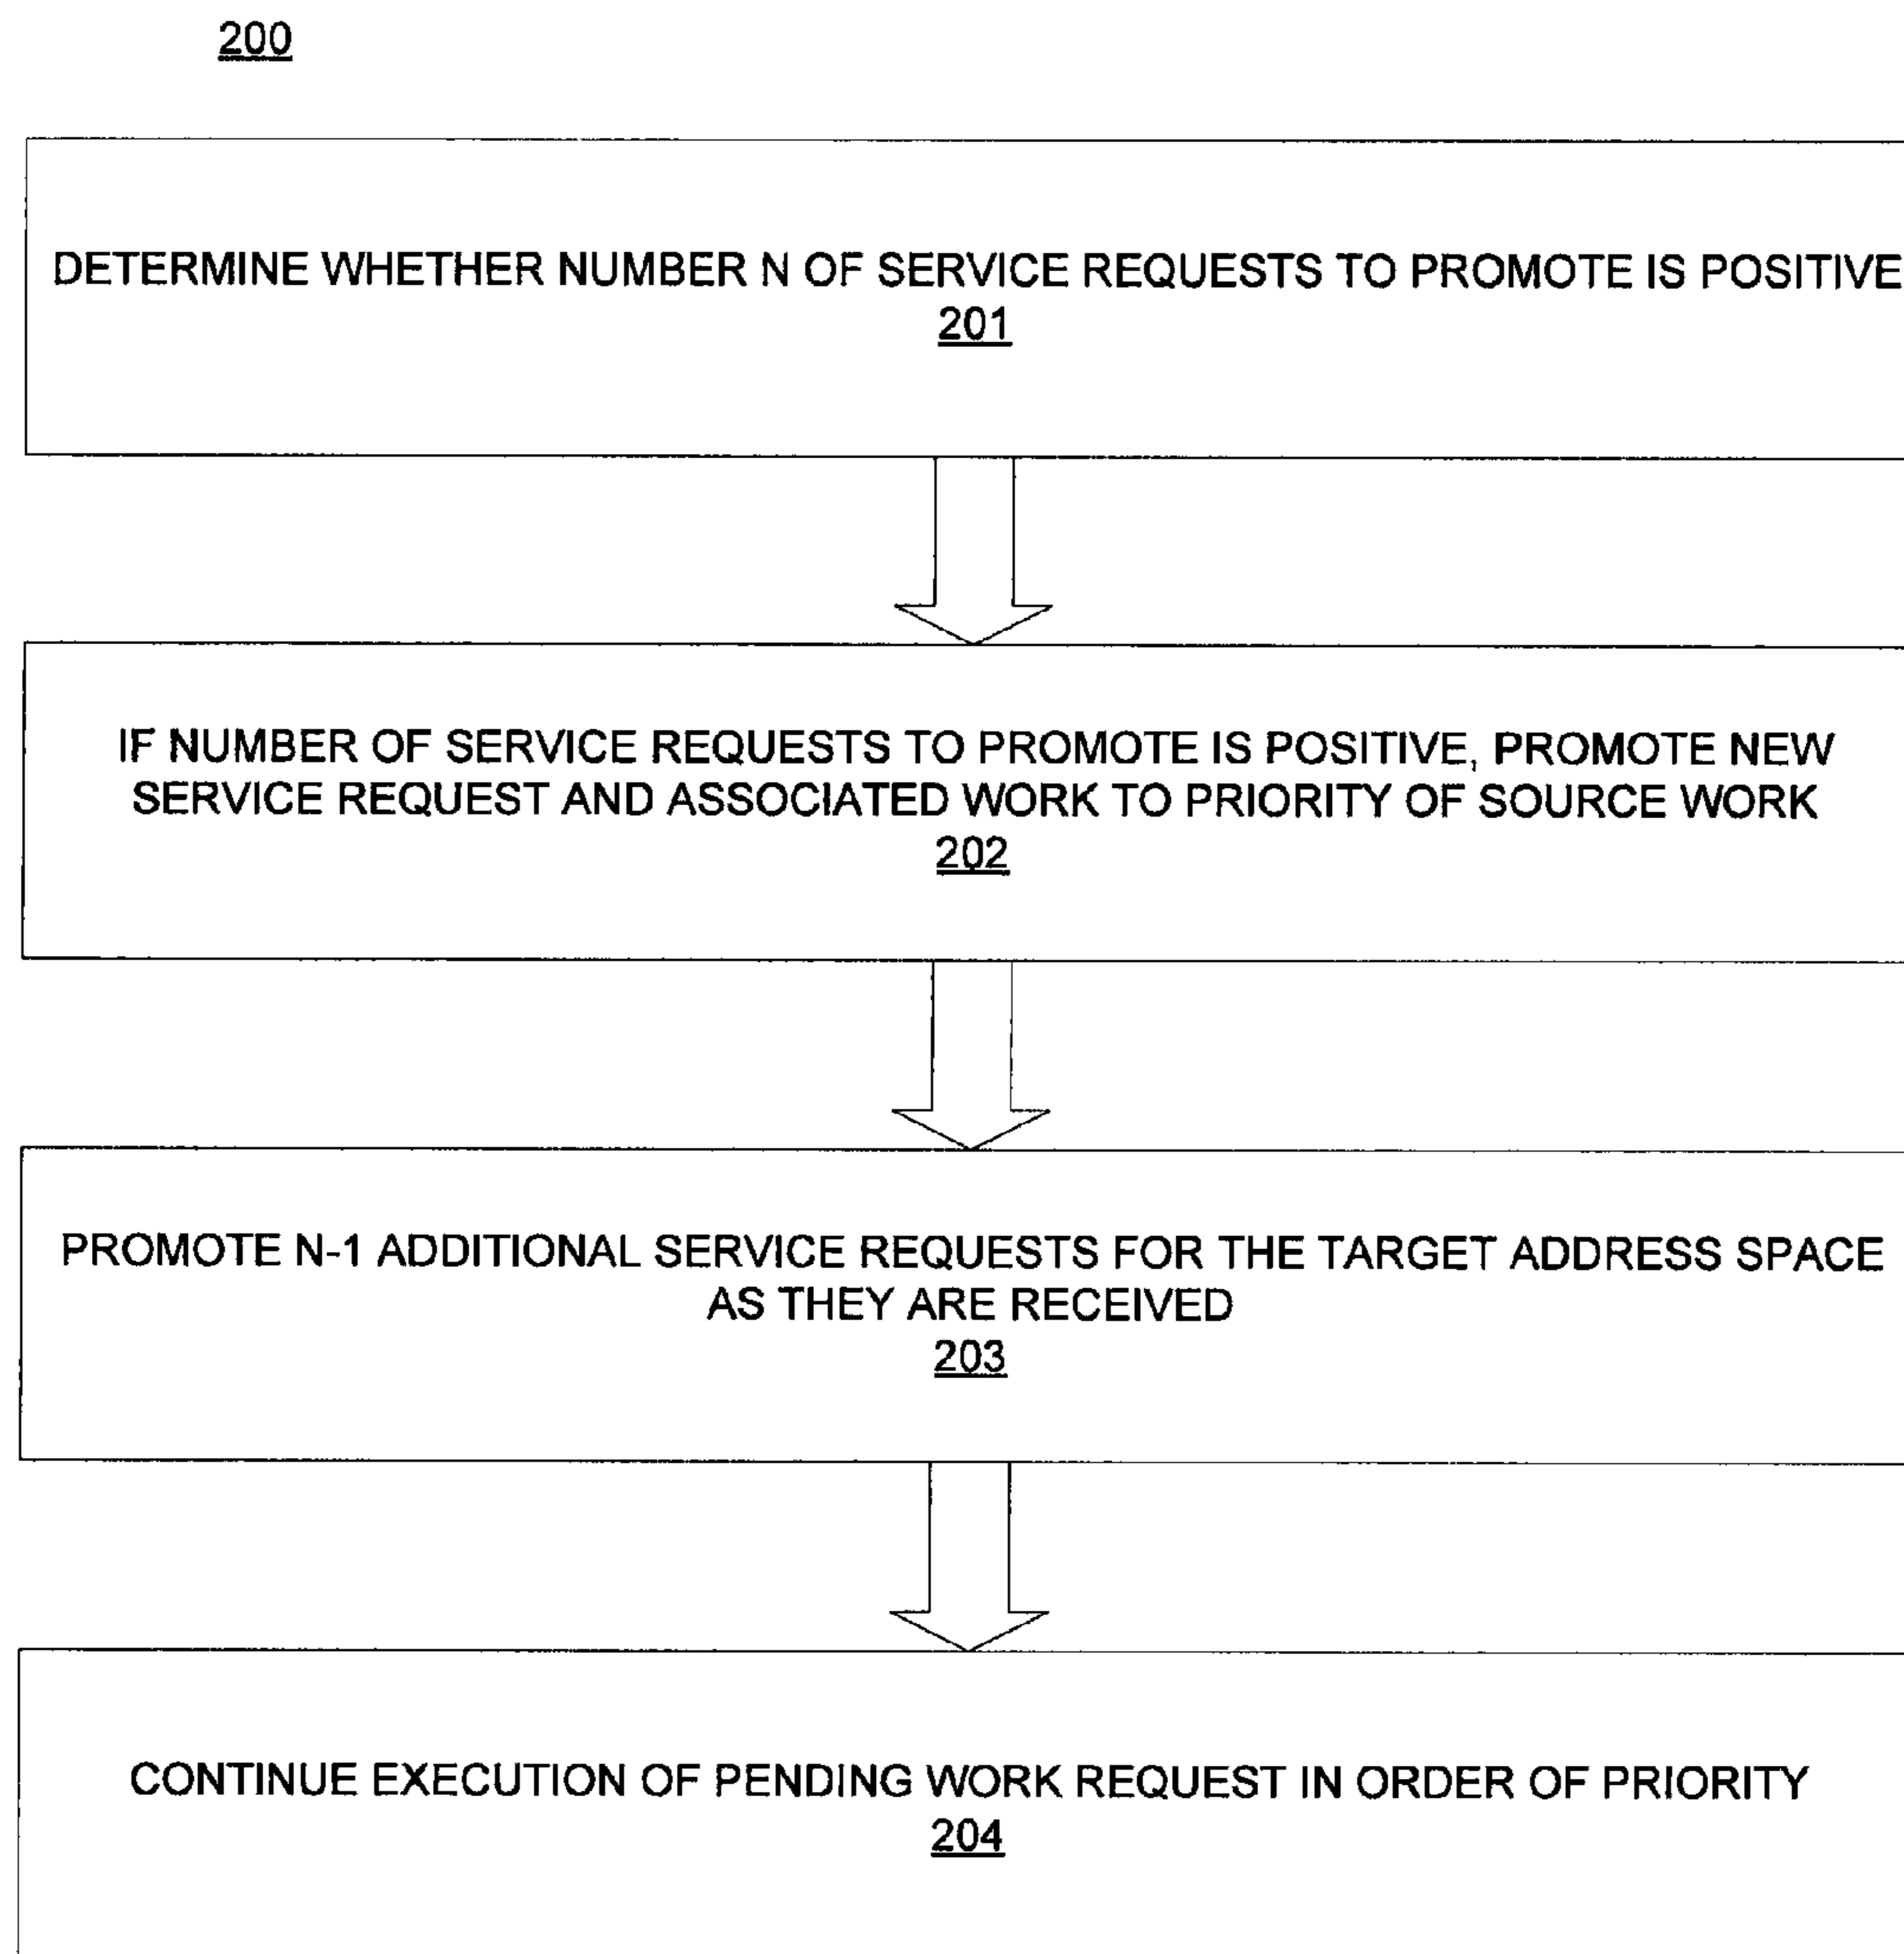 200
DETERMINE WHETHER NUMBER N OF SERVICE REQUESTS TO PROMOTE IS POSITIVE
201
IF NUMBER OF SERVICE REQUESTS TO PROMOTE IS POSITIVE, PROMOTE NEW
SERVICE REQUEST AND ASSOCIATED WORK TO PRIORITY OF SOURCE WORK
202
PROMOTE N-1 ADDITIONAL SERVICE REQUESTS FOR THE TARGET ADDRESS SPACE
AS THEY ARE RECEIVED
203
CONTINUE EXECUTION OF PENDING WORK REQUEST IN ORDER OF PRIORITY
204